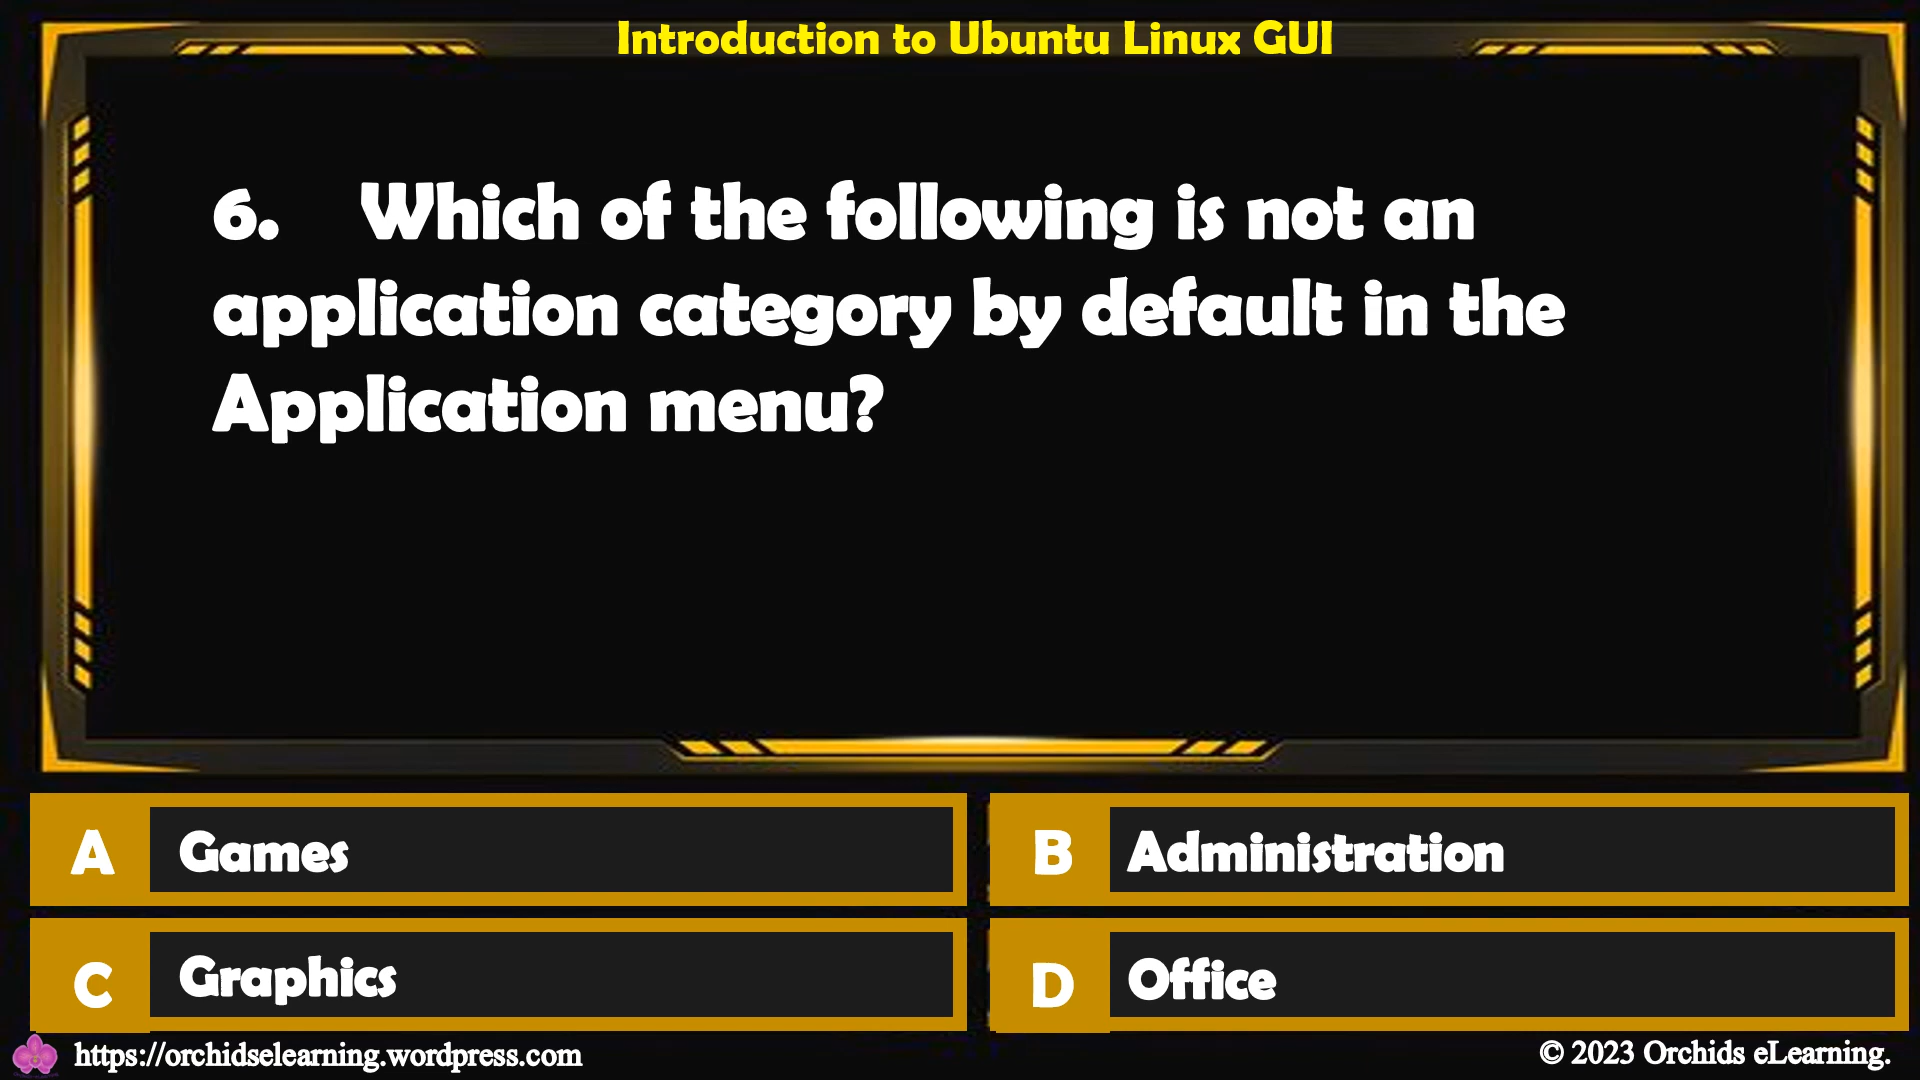 Introduction to Ubuntu Linux GUI
6. Which of the following is not an
application category by default in the
Application menu?
A Games
B Administration
C Graphics
D Office
https://orchidselearning.wordpress.com
© 2023 Orchids eLearning.